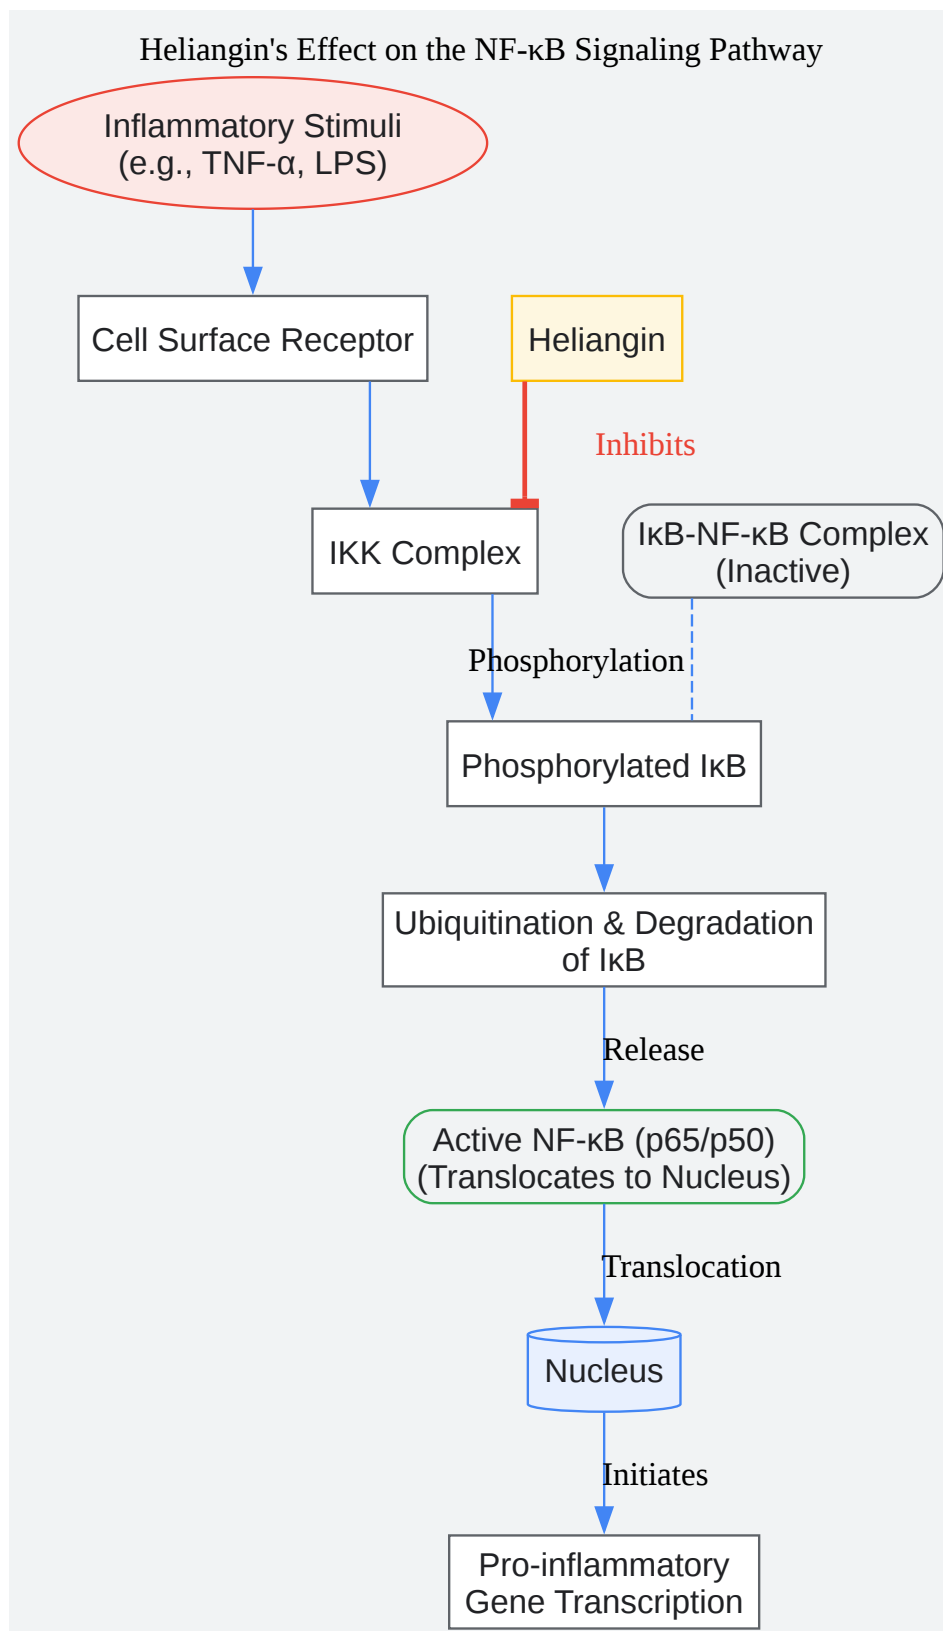 Heliangin's Effect on the NF-κB Signaling Pathway
Inflammatory Stimuli
(e.g., TNF-α, LPS)
Cell Surface Receptor
Heliangin
Inhibits
IKK Complex
IκB-NF-κB Complex
(Inactive)
Phosphorylation
Phosphorylated IκB
Ubiquitination & Degradation
of IκB
Release
Active NF-κB (p65/p50)
(Translocates to Nucleus)
Translocation
Nucleus
Initiates
Pro-inflammatory
Gene Transcription